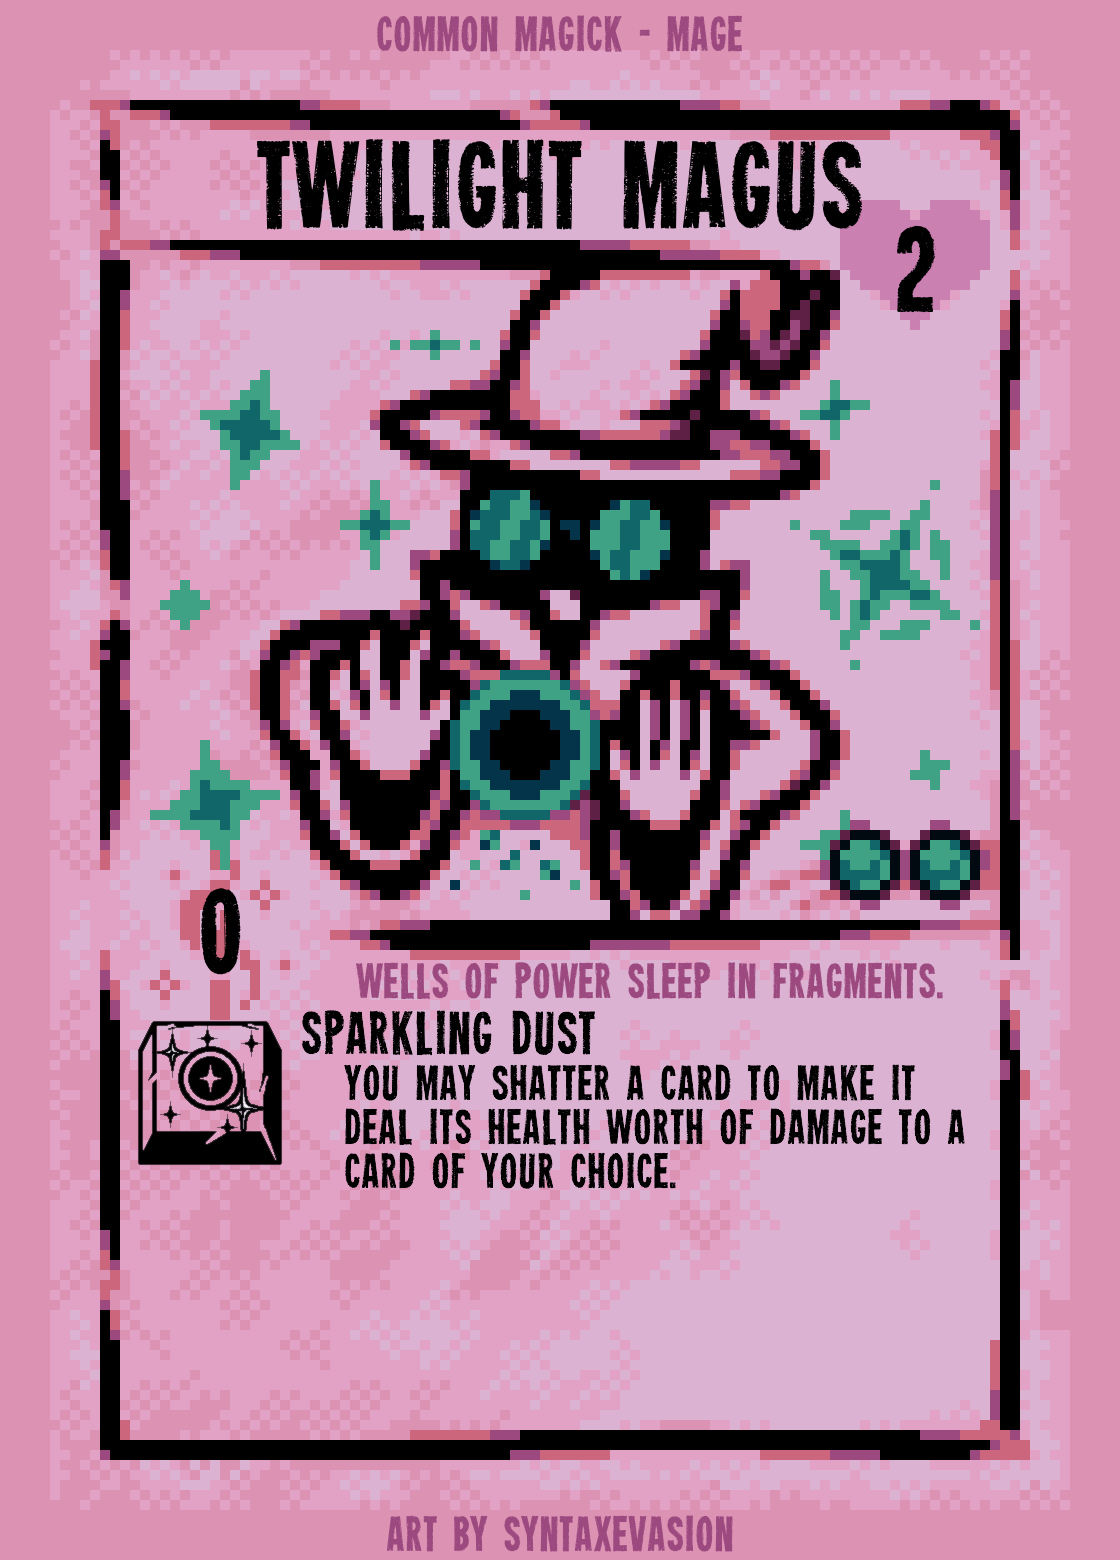 COMMON MAGICK - MAGE
TWILIGHT MAGUS
2
0
WELLS OF POWER SLEEP IN FRAGMENTS.
SPARKLING DUST
YOU MAY SHATTER A CARD TO MAKE IT
DEAL ITS HEALTH WORTH OF DAMAGE TO A
CARD OF YOUR CHOICE.
ART BY SYNTAXEVASION